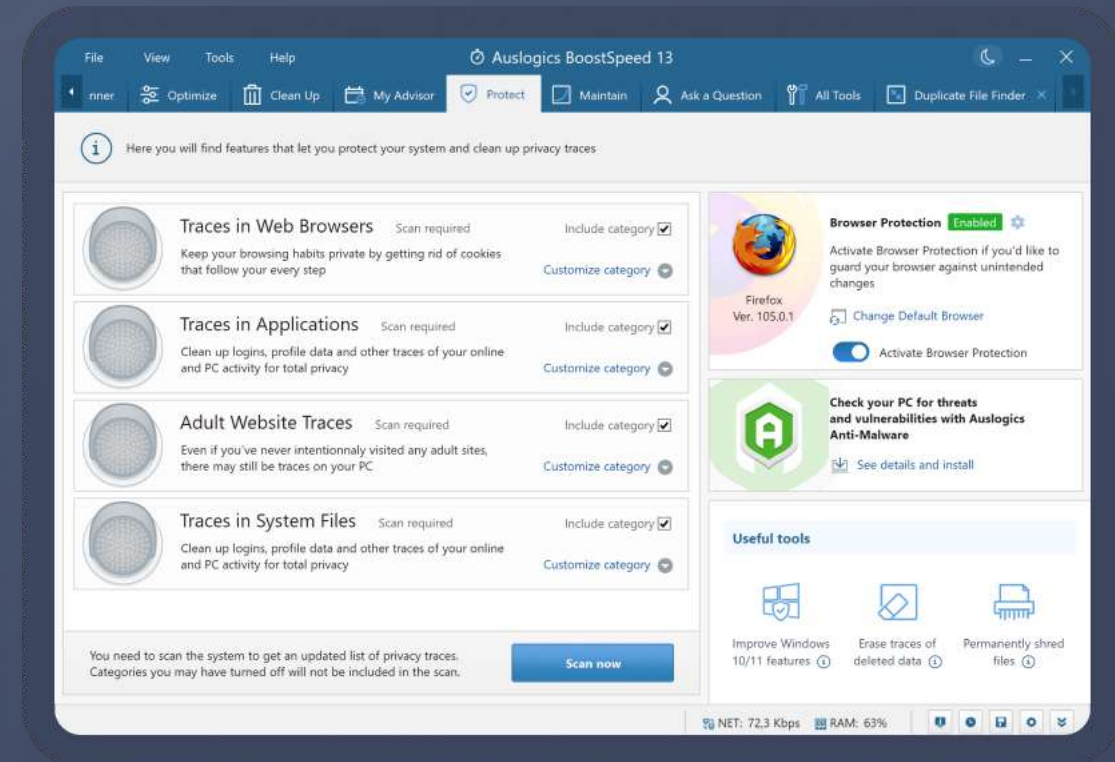 File View Tools Help Auslogics BoostSpeed 13
nner Optimize Clean Up My Advisor Protect Maintain Ask a Question All Tools Duplicate File Finder
Here you will find features that let you protect your system and clean up privacy traces
Traces in Web Browsers Scan required Include category
Keep your browsing habits private by getting rid of cookies
that follow your every step Customize category
Traces in Applications Scan required Include category
Clean up logins, profile data and other traces of your online
and PC activity for total privacy Customize category
Adult Website Traces Scan required Include category
Even if you've never intentionnaly visited any adult sites,
there may still be traces on your PC Customize category
Traces in System Files Scan required Include category
Clean up logins, profile data and other traces of your online
and PC activity for total privacy Customize category
You need to scan the system to get an updated list of privacy traces.
Categories you may have turned off will not be included in the scan.
Scan now
Firefox
Ver. 105.0.1
Browser Protection Enabled
Activate Browser Protection if you'd like to
guard your browser against unintended
changes
Change Default Browser
Activate Browser Protection
Check your PC for threats
and vulnerabilities with Auslogics
Anti-Malware
See details and install
Useful tools
Improve Windows
10/11 features
Erase traces of
deleted data
Permanently shred
files
NET: 72,3 Kbps RAM: 63%